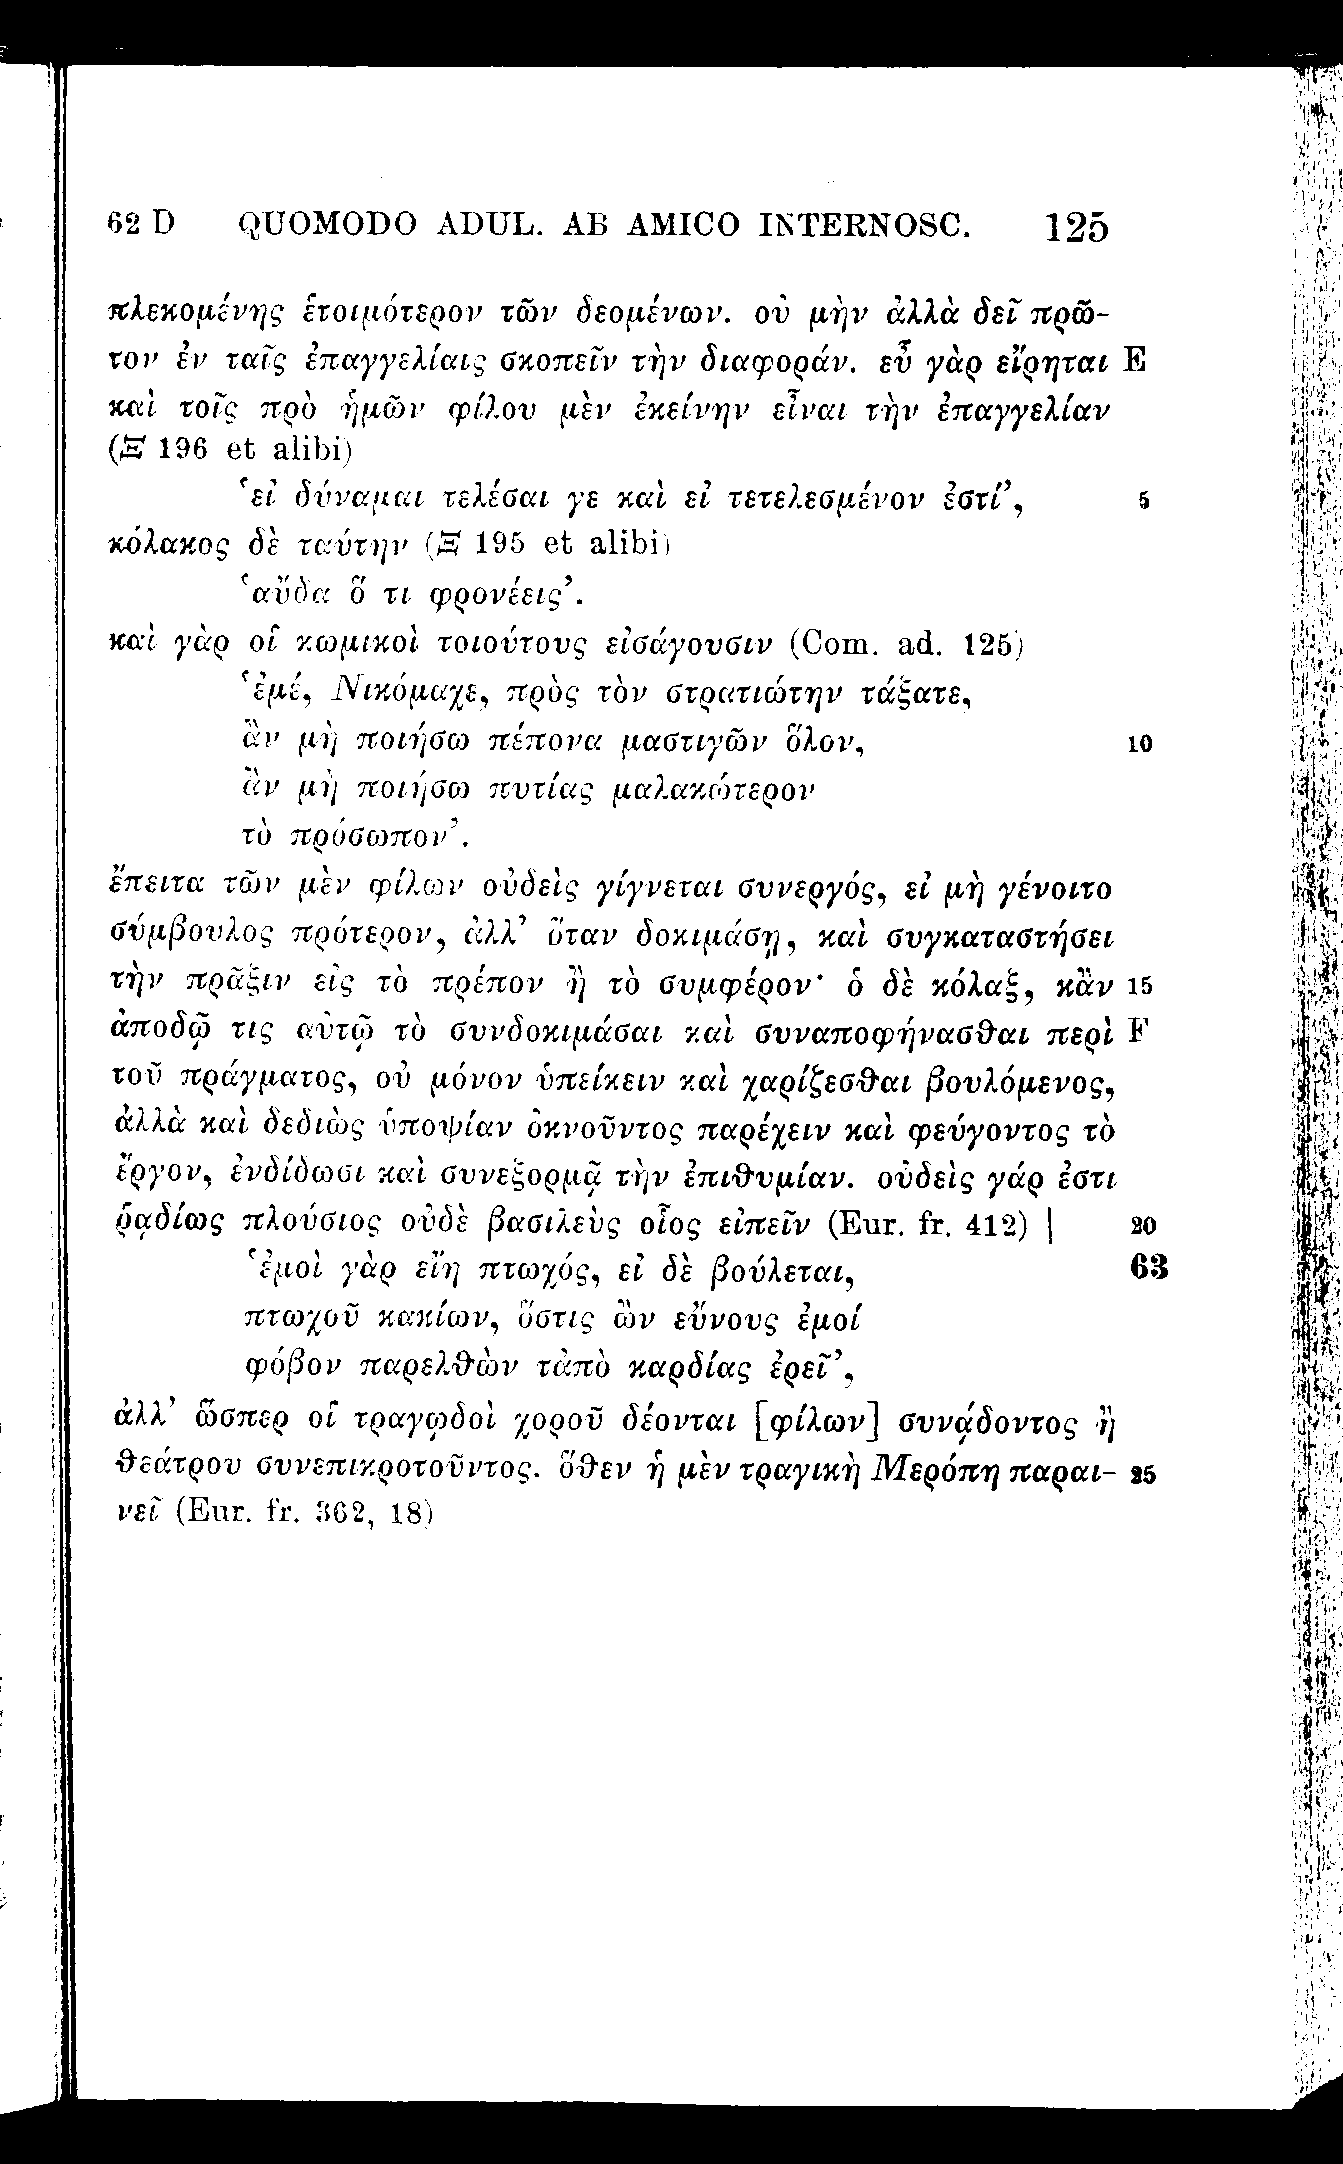 62 D QUOMODO ADUL. AB AMICO INTERNOSC. 125
πλεκομένης ἑτοιμότερον τῶν δεομένων. οὐ μὴν ἀλλὰ δεῖ πρῶ-
τον ἐν ταῖς ἐπαγγελίαις σκοπεῖν τὴν διαφοράν. εὖ γὰρ εἴρηται E
καὶ τοῖς πρὸ ἡμῶν φίλου μὲν ἐκείνην εἶναι τὴν ἐπαγγελίαν
(Ξ 196 et alibi)
‘εἰ δύναμαι τελέσαι γε καὶ εἰ τετελεσμένον ἐστί’, 5
κόλακος δὲ ταύτην (Ξ 195 et alibi)
‘αὔδα ὅ τι φρονέεις’.
καὶ γὰρ οἱ κωμικοὶ τοιούτους εἰσάγουσιν (Com. ad. 125)
‘ἐμέ, Νικόμαχε, πρὸς τὸν στρατιώτην τάξατε,
ἂν μὴ ποιήσω πέπονα μαστιγῶν ὅλον, 10
ἂν μὴ ποιήσω πυτίας μαλακώτερον
τὸ πρόσωπον’.
ἔπειτα τῶν μὲν φίλων οὐδεὶς γίγνεται συνεργός, εἰ μὴ γένοιτο
σύμβουλος πρότερον, ἀλλ’ ὅταν δοκιμάσῃ, καὶ συγκαταστήσει
τὴν πρᾶξιν εἰς τὸ πρέπον ἢ τὸ συμφέρον· ὁ δὲ κόλαξ, κἂν 15
ἀποδῷ τις αὐτῷ τὸ συνδοκιμάσαι καὶ συναποφήνασθαι περὶ F
τοῦ πράγματος, οὐ μόνον ὑπείκειν καὶ χαρίζεσθαι βουλόμενος,
ἀλλὰ καὶ δεδιὼς ὑποψίαν ὀκνοῦντος παρέχειν καὶ φεύγοντος τὸ
ἔργον, ἐνδίδωσι καὶ συνεξορμᾷ τὴν ἐπιθυμίαν. οὐδεὶς γάρ ἐστι
ῥᾳδίως πλούσιος οὐδὲ βασιλεὺς οἷος εἰπεῖν (Eur. fr. 412) | 20
‘ἐμοὶ γὰρ εἴη πτωχός, εἰ δὲ βούλεται, 63
πτωχοῦ κακίων, ὅστις ὢν εὔνους ἐμοί
φόβον παρελθὼν τἀπὸ καρδίας ἐρεῖ’,
ἀλλ’ ὥσπερ οἱ τραγῳδοὶ χοροῦ δέονται [φίλων] συνᾴδοντος ἢ
θεάτρου συνεπικροτοῦντος. ὅθεν ἡ μὲν τραγικὴ Μερόπη παραι- 25
νεῖ (Eur. fr. 362, 18)